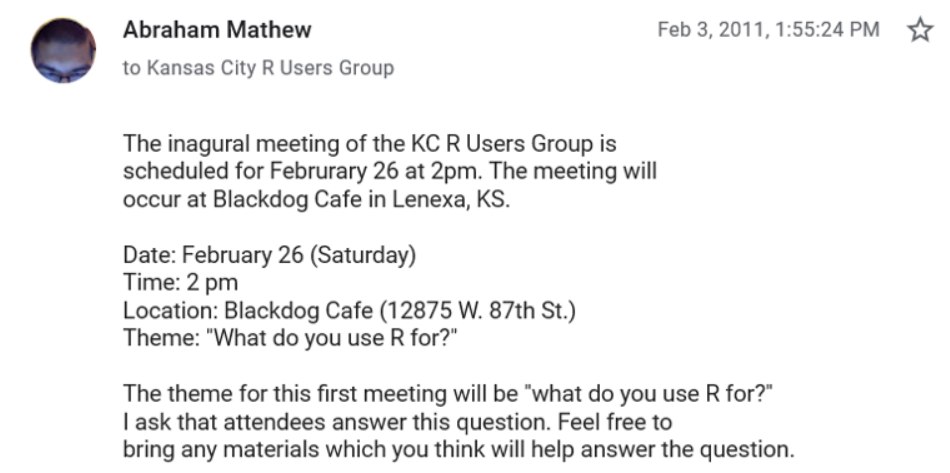 Abraham Mathew
Feb 3, 2011, 1:55:24 PM
to Kansas City R Users Group
The inagural meeting of the KC R Users Group is
scheduled for Februrary 26 at 2pm. The meeting will
occur at Blackdog Cafe in Lenexa, KS.
Date: February 26 (Saturday)
Time: 2 pm
Location: Blackdog Cafe (12875 W. 87th St.)
Theme: "What do you use R for?"
The theme for this first meeting will be "what do you use R for?"
I ask that attendees answer this question. Feel free to
bring any materials which you think will help answer the question.